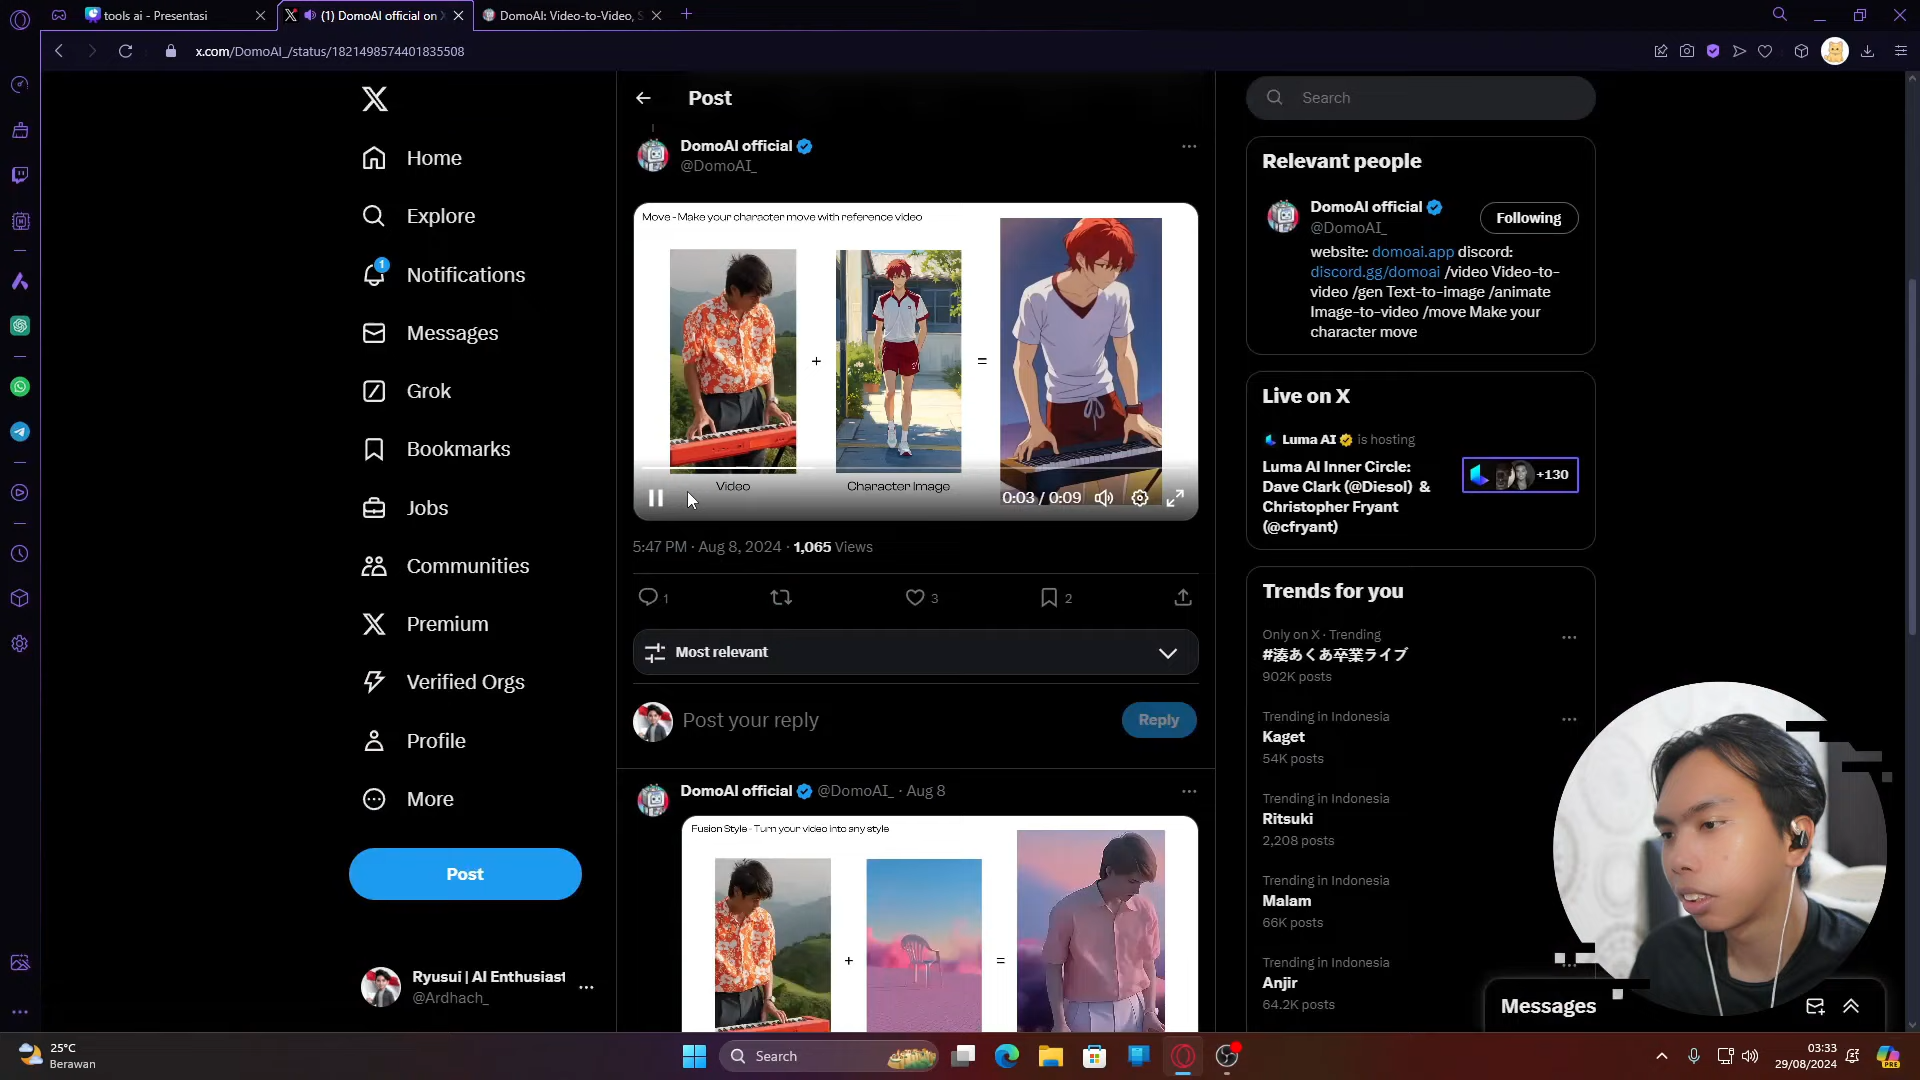 tools ai - Presentasi
(1) DomoAI official on
DomoAI: Video-to-Video,
x.com/DomoAI_/status/1821498574401835508
Home
Explore
1
Notifications
Messages
Grok
Bookmarks
Jobs
Communities
Premium
Verified Orgs
Profile
More
Post
Ryusui | AI Enthusiast
@Ardhach_
Post
DomoAI official
@DomoAI_
Move - Make your character move with reference video
+
=
Video
Character Image
0:03 / 0:09
5:47 PM · Aug 8, 2024 · 1,065 Views
1
3
2
Most relevant
Post your reply
Reply
DomoAI official @DomoAI_ · Aug 8
Fusion Style - Turn your video into any style
+
=
Search
Relevant people
DomoAI official
@DomoAI_
Following
website: domoai.app discord:
discord.gg/domoai /video Video-to-
video /gen Text-to-image /animate
Image-to-video /move Make your
character move
Live on X
Luma AI is hosting
Luma AI Inner Circle:
Dave Clark (@Diesol) &
Christopher Fryant
(@cfryant)
+130
Trends for you
Only on X · Trending
#湊あくあ卒業ライブ
902K posts
Trending in Indonesia
Kaget
54K posts
Trending in Indonesia
Ritsuki
2,208 posts
Trending in Indonesia
Malam
66K posts
Trending in Indonesia
Anjir
64.2K posts
Messages
25°C
Berawan
Search
03:33
29/08/2024
PRE